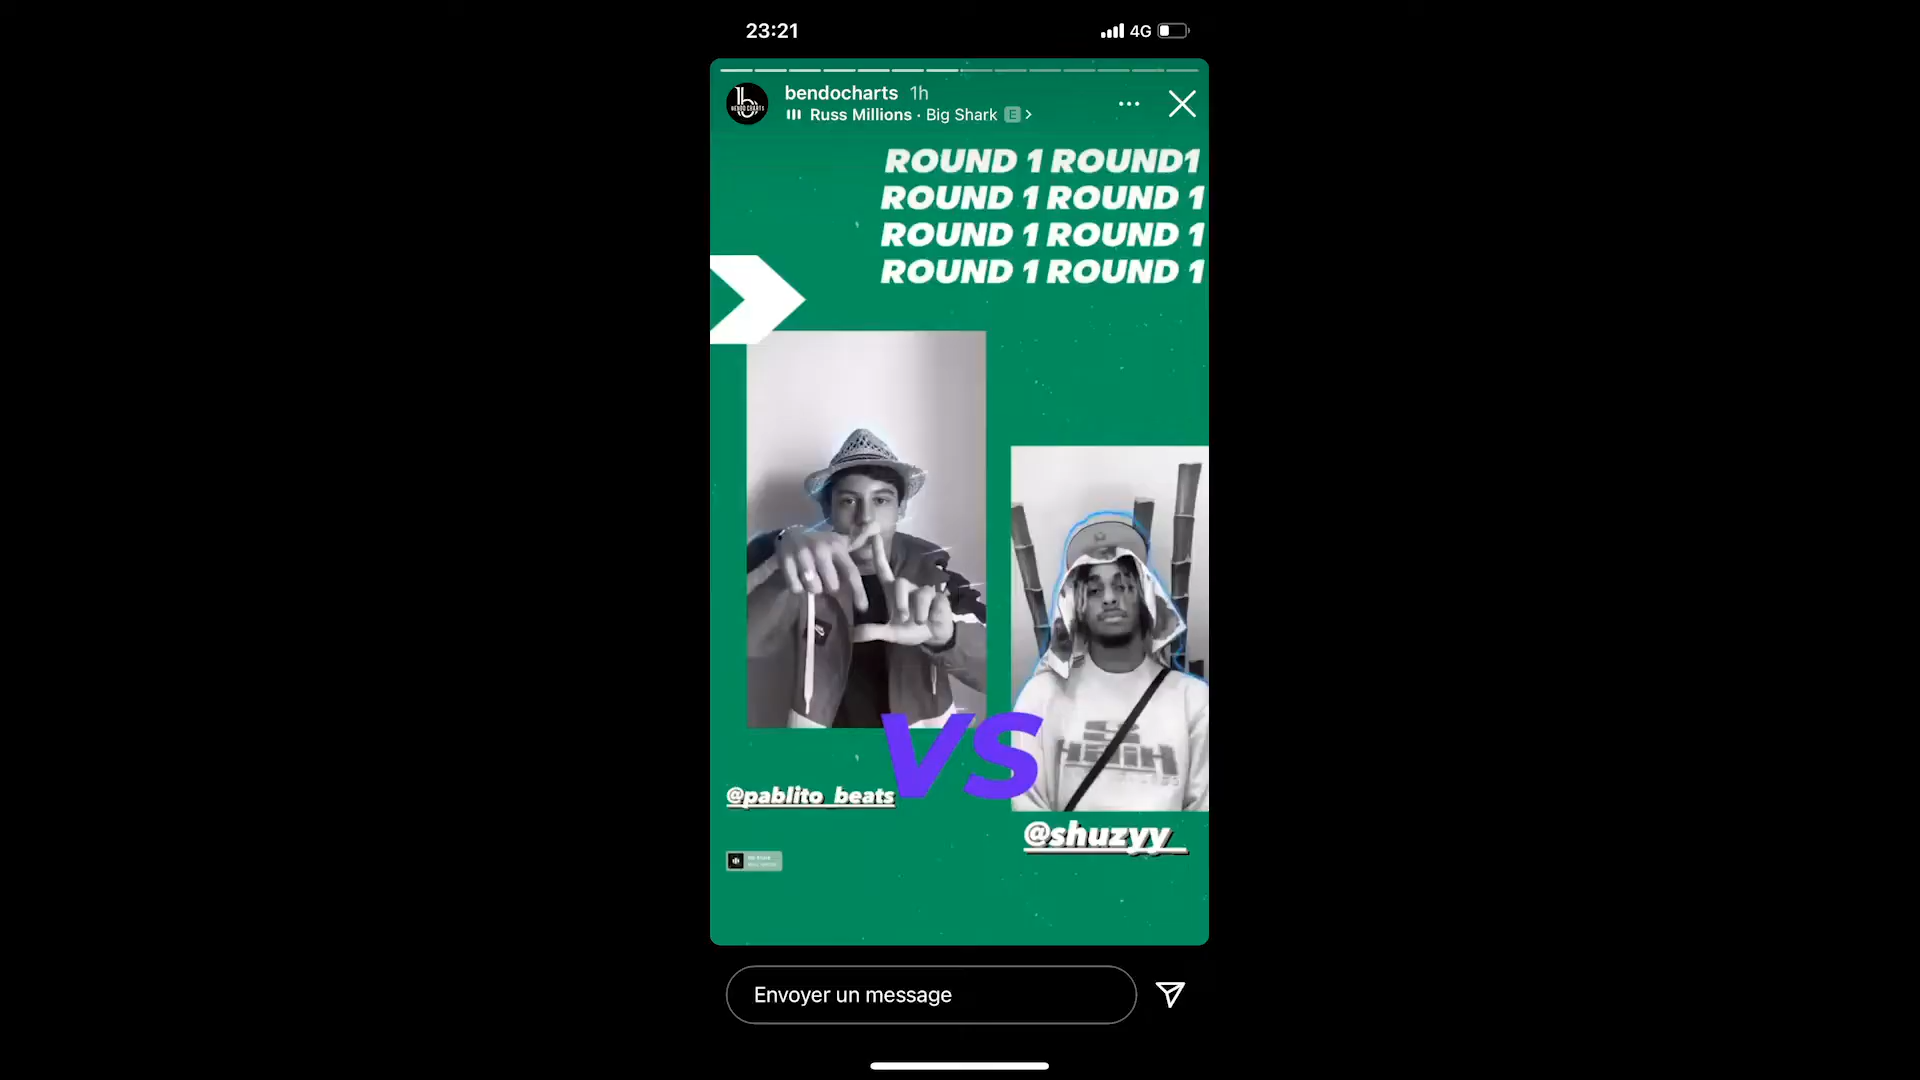 23:21
4G
bendocharts 1h
Russ Millions · Big Shark E
ROUND 1 ROUND1
ROUND 1 ROUND 1
ROUND 1 ROUND 1
ROUND 1 ROUND 1
VS
@pablito_beats
@shuzyy_
Envoyer un message